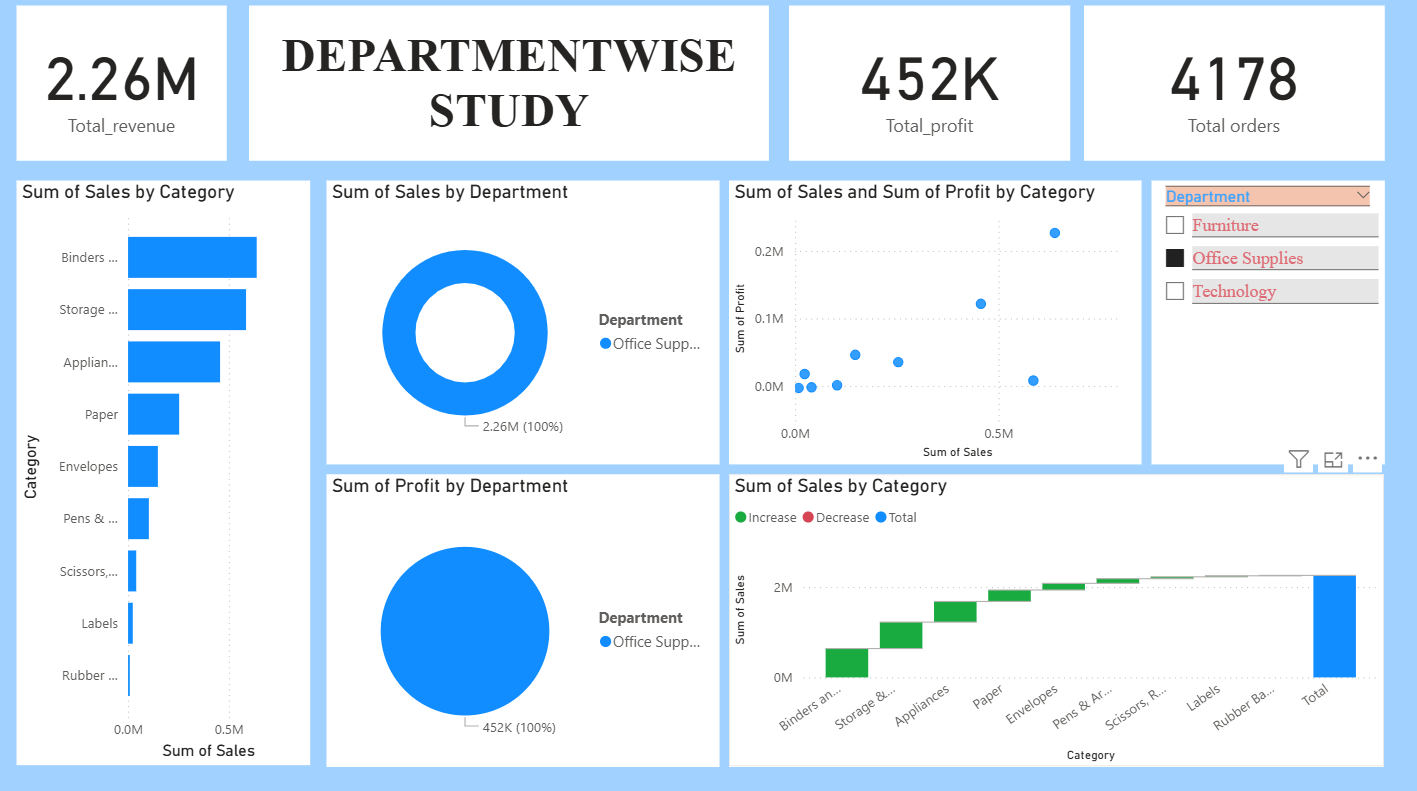 2.26M
Total_revenue
DEPARTMENTWISE
STUDY
452K
Total_profit
4178
Total orders
Sum of Sales by Category
Binders ...
Storage ...
Applian...
Paper
Envelopes
Pens & ...
Scissors,...
Labels
Rubber ...
Category
0.0M 0.5M
Sum of Sales
Sum of Sales by Department
2.26M (100%)
Department
Office Supp...
Sum of Sales and Sum of Profit by Category
Sum of Profit
0.2M
0.1M
0.0M
0.0M 0.5M
Sum of Sales
Department
Furniture
Office Supplies
Technology
Sum of Profit by Department
452K (100%)
Department
Office Supp...
Sum of Sales by Category
Increase Decrease Total
Sum of Sales
2M
0M
Binders an... Storage &... Appliances Paper Envelopes Pens & Ar... Scissors, R... Labels Rubber Ba... Total
Category